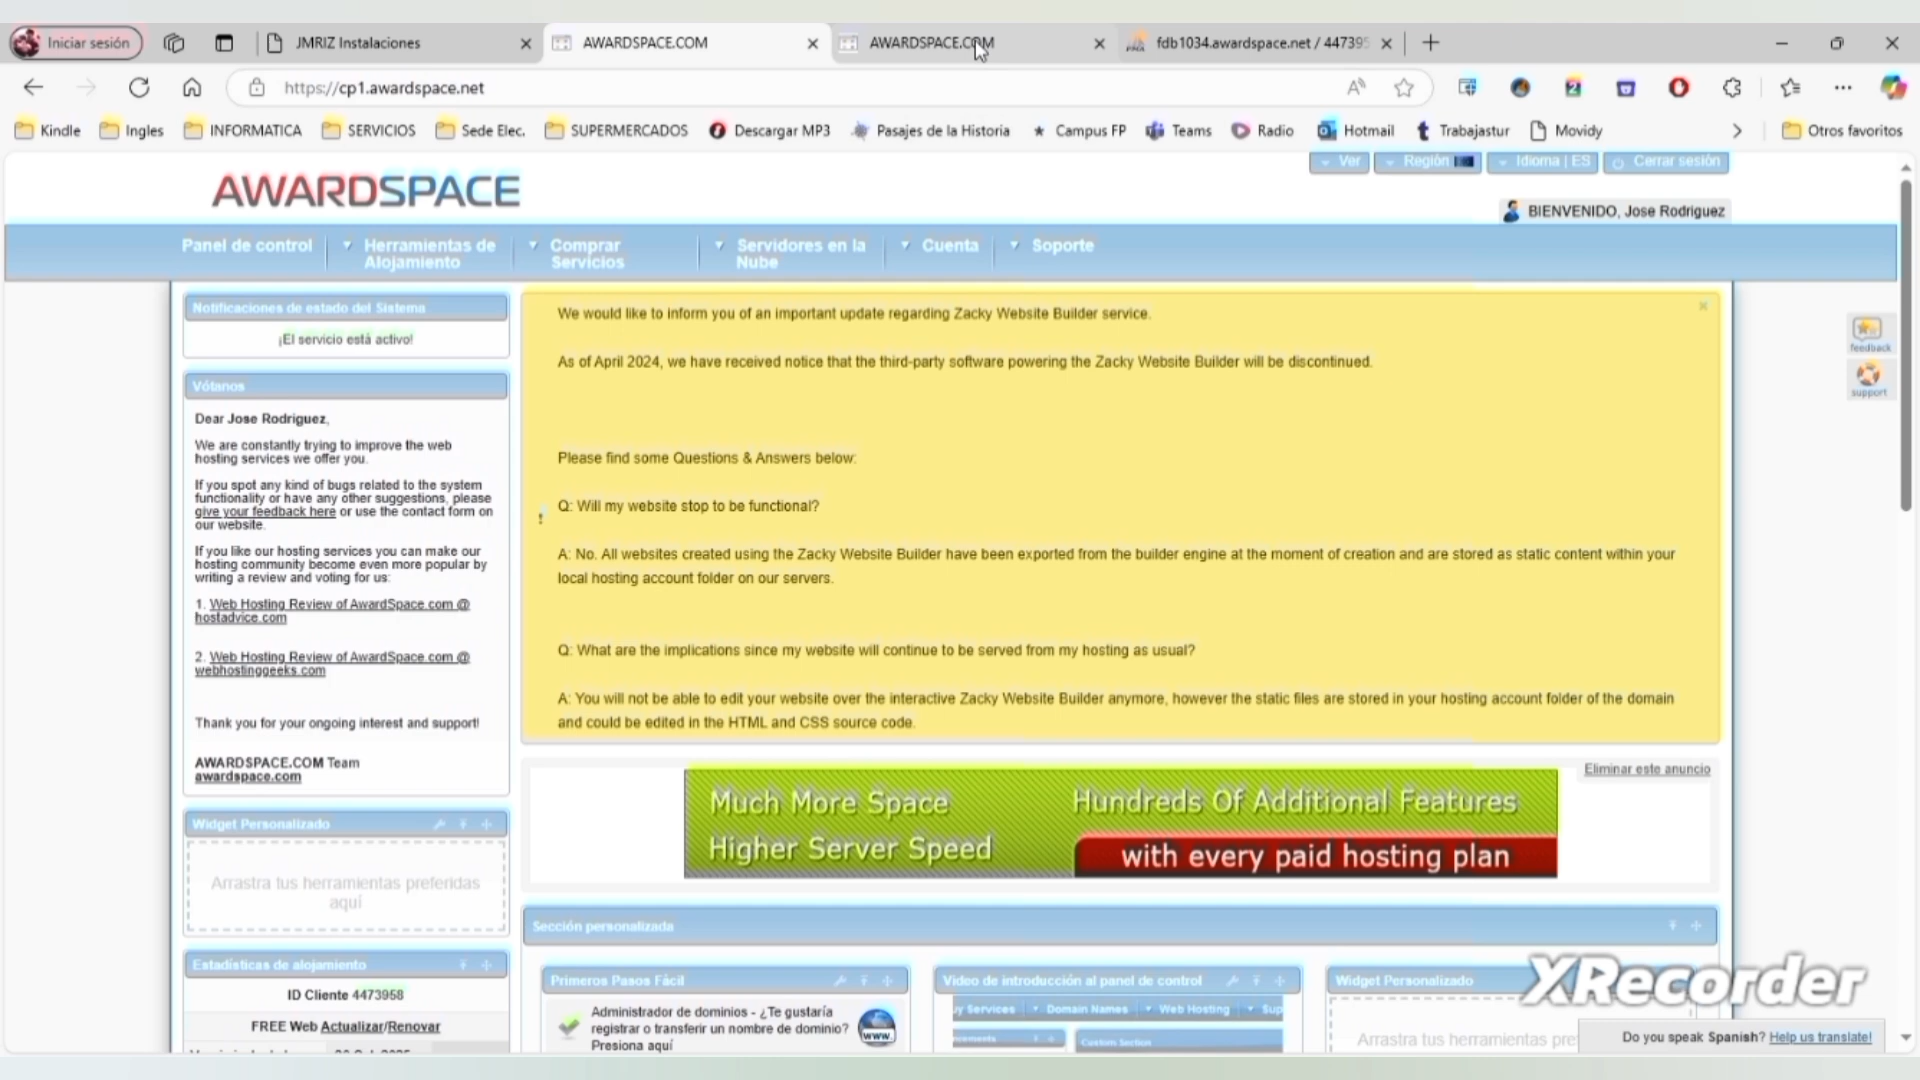 Iniciar sesión
JMRIZ Instalaciones
AWARDSPACE.COM
AWARDSPACE.COM
fdb1034.awardspace.net / 447395
https://cp1.awardspace.net
Kindle
Ingles
INFORMATICA
SERVICIOS
Sede Elec.
SUPERMERCADOS
Descargar MP3
Pasajes de la Historia
Campus FP
Teams
Radio
Hotmail
Trabajastur
Movidy
Otros favoritos
Ver
Región
Idioma | ES
Cerrar sesión
AWARDSPACE
BIENVENIDO, Jose Rodriguez
Panel de control
Herramientas de
Alojamiento
Comprar
Servicios
Servidores en la
Nube
Cuenta
Soporte
Notificaciones de estado del Sistema
¡El servicio está activo!
Vótanos
Dear Jose Rodriguez,
We are constantly trying to improve the web
hosting services we offer you.
If you spot any kind of bugs related to the system
functionality or have any other suggestions, please
give your feedback here or use the contact form on
our website.
If you like our hosting services you can make our
hosting community become even more popular by
writing a review and voting for us:
1. Web Hosting Review of AwardSpace.com @
hostadvice.com
2. Web Hosting Review of AwardSpace.com @
webhostinggeeks.com
Thank you for your ongoing interest and support!
AWARDSPACE.COM Team
awardspace.com
Widget Personalizado
Arrastra tus herramientas preferidas
aquí
Estadísticas de alojamiento
ID Cliente 4473958
FREE Web Actualizar/Renovar
We would like to inform you of an important update regarding Zacky Website Builder service.
As of April 2024, we have received notice that the third-party software powering the Zacky Website Builder will be discontinued.
Please find some Questions & Answers below:
Q: Will my website stop to be functional?
A: No. All websites created using the Zacky Website Builder have been exported from the builder engine at the moment of creation and are stored as static content within your
local hosting account folder on our servers.
Q: What are the implications since my website will continue to be served from my hosting as usual?
A: You will not be able to edit your website over the interactive Zacky Website Builder anymore, however the static files are stored in your hosting account folder of the domain
and could be edited in the HTML and CSS source code.
feedback
support
Eliminar este anuncio
Much More Space
Higher Server Speed
Hundreds Of Additional Features
with every paid hosting plan
Sección personalizada
Primeros Pasos Fácil
Administrador de dominios - ¿Te gustaría
registrar o transferir un nombre de dominio?
Presiona aquí
www.
Video de introducción al panel de control
uy Services
Domain Names
Web Hosting
Sup
Custom Section
Widget Personalizado
Arrastra tus herramientas pre
XRecorder
Do you speak Spanish? Help us translate!